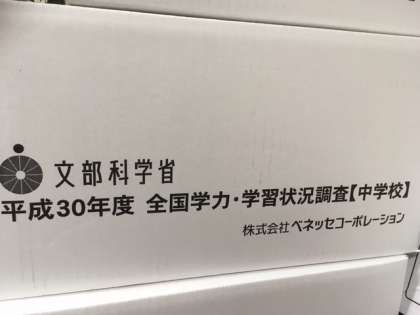 文部科学省
平成30年度 全国学力・学習状況調査【中学校】
株式会社ベネッセコーポレーション